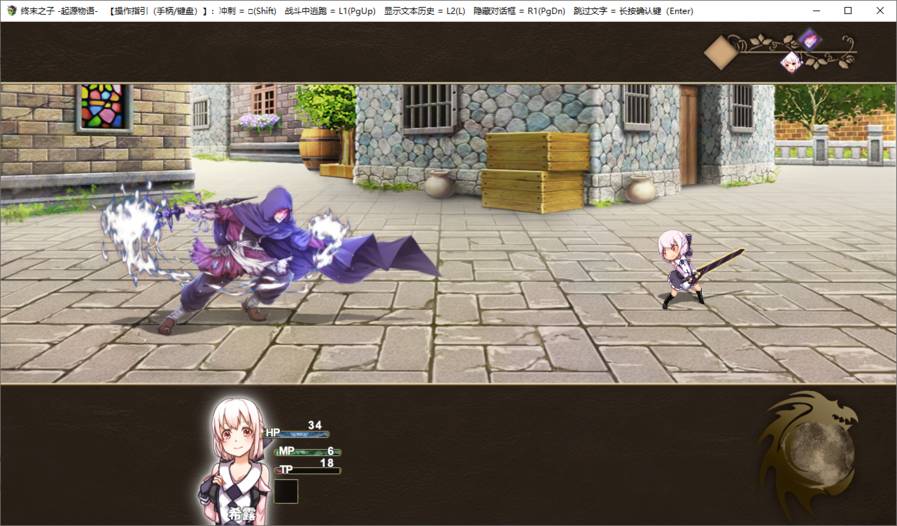 终末之子 -起源物语- 【操作指引（手柄/键盘）】：冲刺 = □(Shift) 战斗中逃跑 = L1(PgUp) 显示文本历史 = L2(L) 隐藏对话框 = R1(PgDn) 跳过文字 = 长按确认键（Enter）
HP 34
MP 6
TP 18
希露